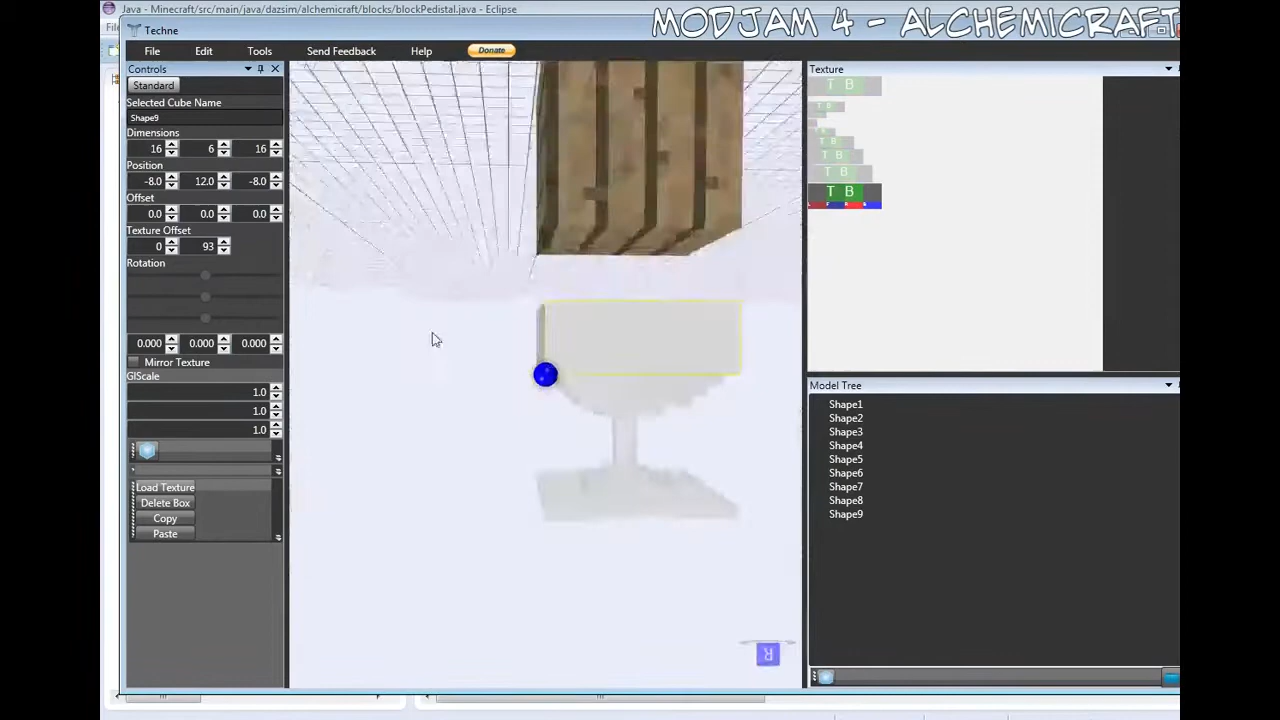 Java - Minecraft/src/main/java/dazsim/alchemicraft/blocks/blockPedistal.java - Eclipse
MODJAM 4 - ALCHEMICRAFT
Techne
File Edit Tools Send Feedback Help Donate
Controls
Standard
Selected Cube Name
Shape9
Dimensions
16 6 16
Position
-8.0 12.0 -8.0
Offset
0.0 0.0 0.0
Texture Offset
0 93
Rotation
0.000 0.000 0.000
Mirror Texture
GlScale
1.0
1.0
1.0
Load Texture
Delete Box
Copy
Paste
R
Texture
T B
T B
T B
T B
T B
T B
Model Tree
Shape1
Shape2
Shape3
Shape4
Shape5
Shape6
Shape7
Shape8
Shape9